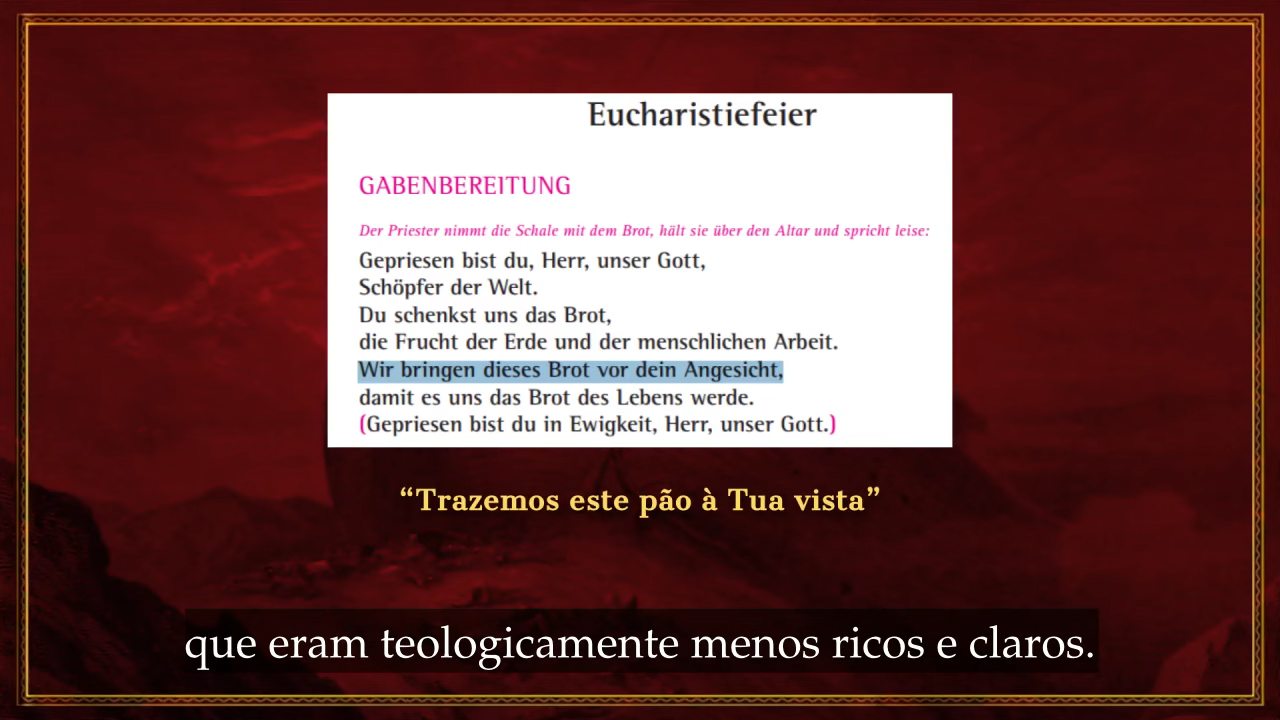 Eucharistiefeier
GABENBEREITUNG
Der Priester nimmt die Schale mit dem Brot, hält sie über den Altar und spricht leise:
Gepriesen bist du, Herr, unser Gott,
Schöpfer der Welt.
Du schenkst uns das Brot,
die Frucht der Erde und der menschlichen Arbeit.
Wir bringen dieses Brot vor dein Angesicht,
damit es uns das Brot des Lebens werde.
(Gepriesen bist du in Ewigkeit, Herr, unser Gott.)
“Trazemos este pão à Tua vista”
que eram teologicamente menos ricos e claros.